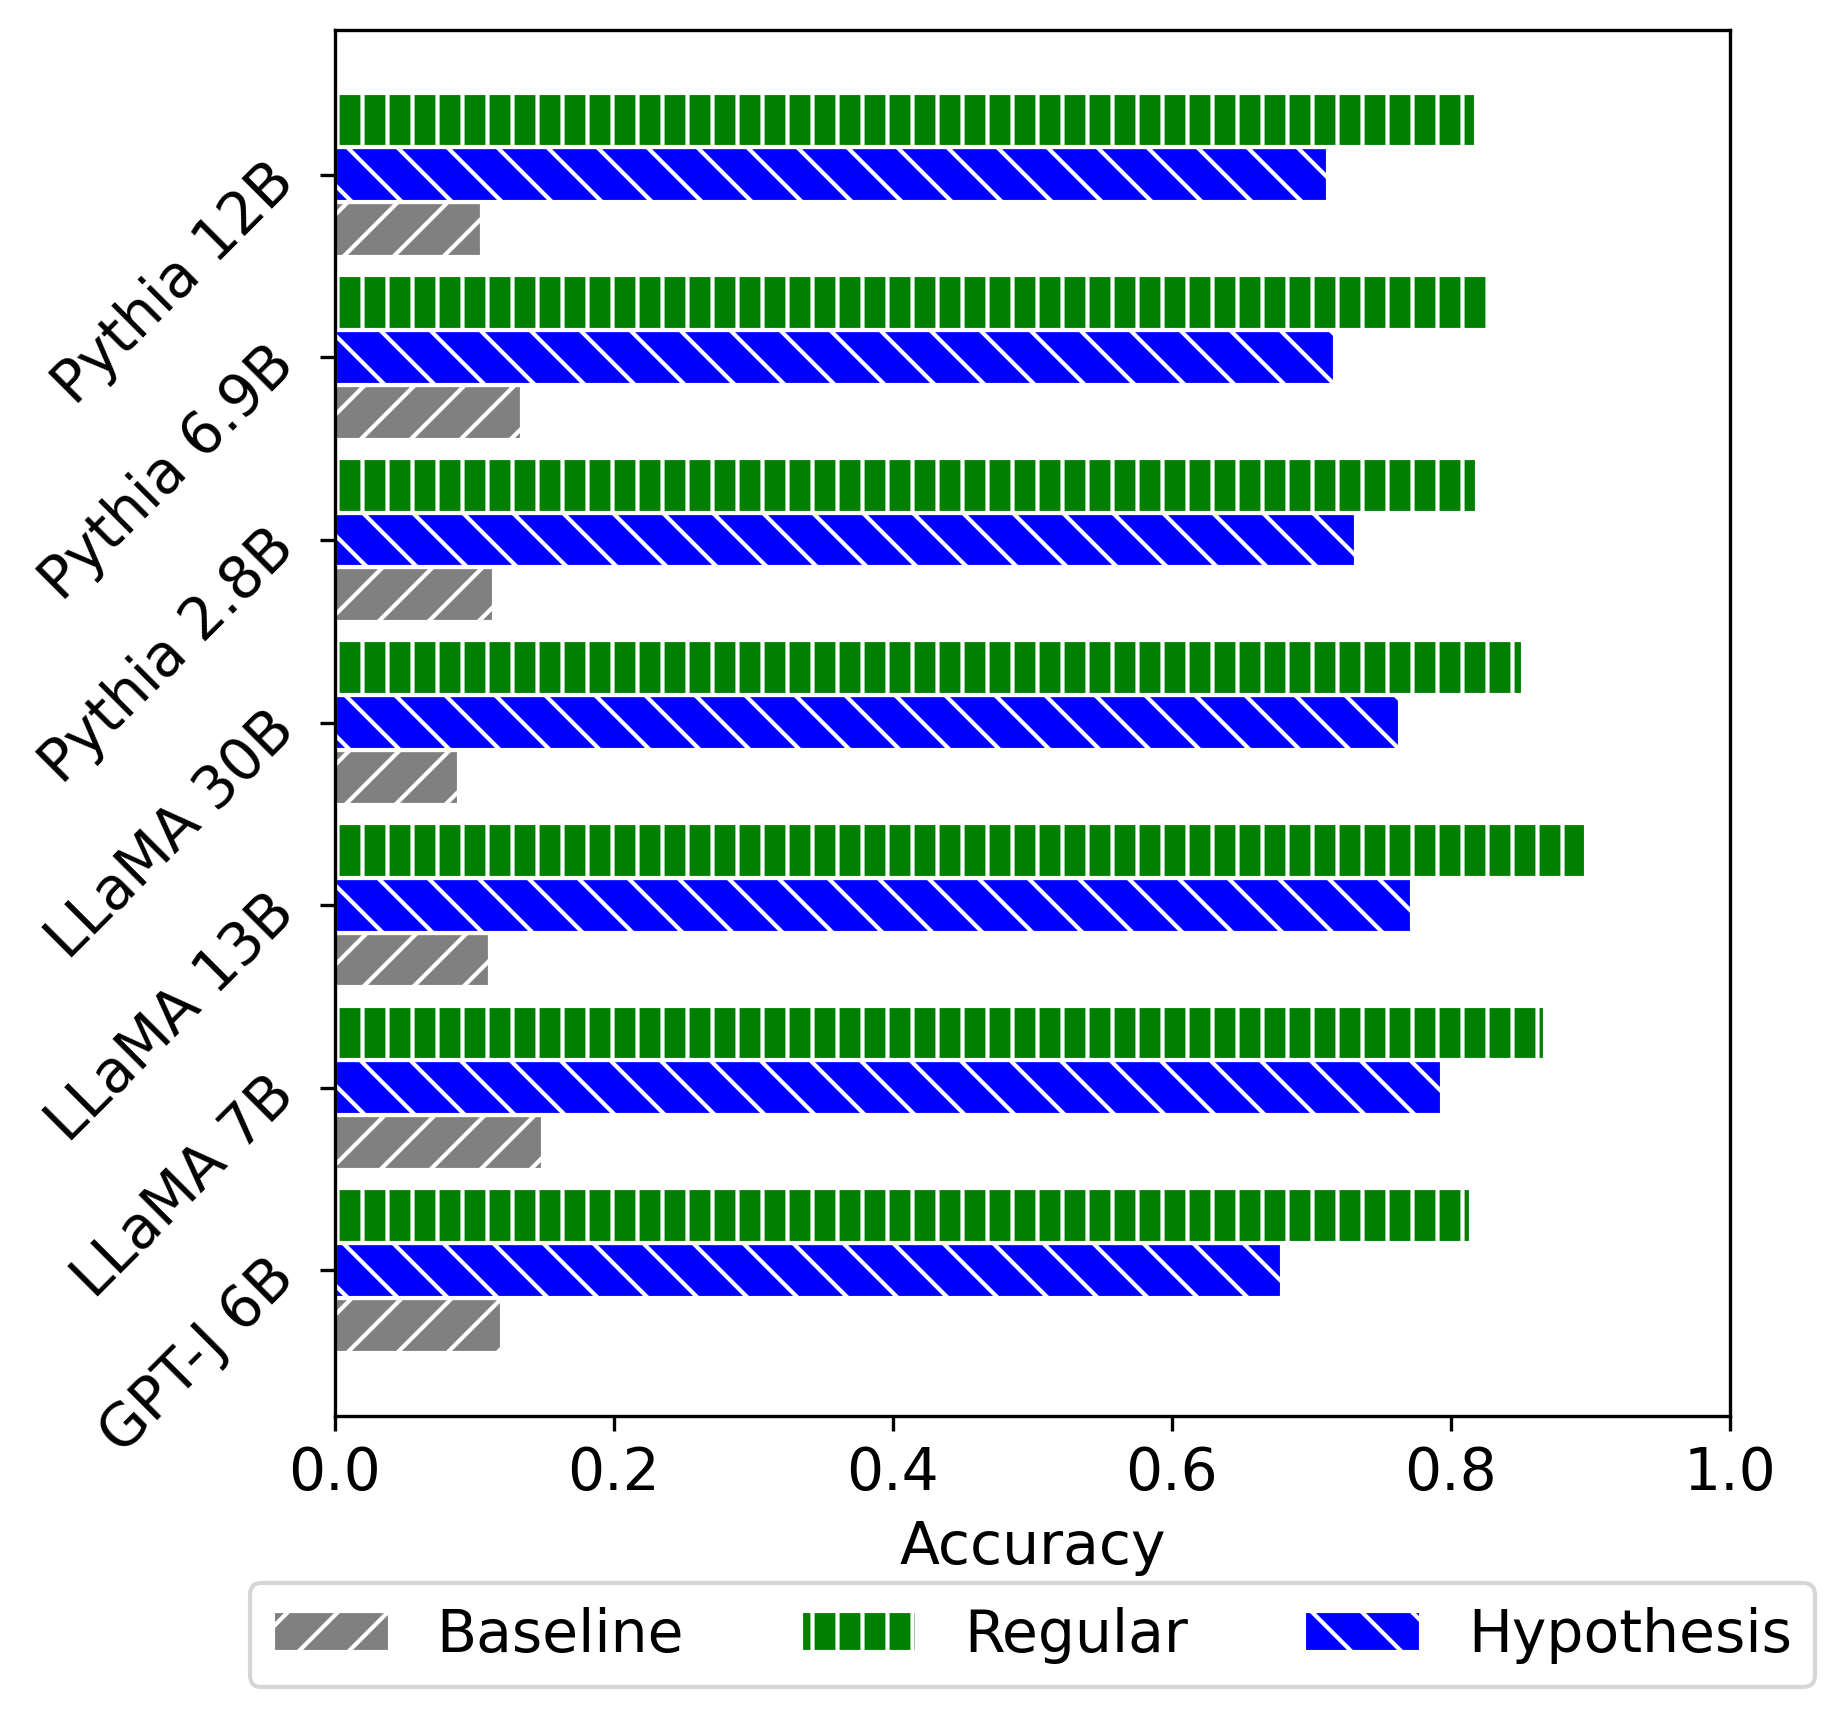 Pythia 12B
Pythia 6.9B
Pythia 2.8B
LLaMA 30B
LLaMA 13B
LLaMA 7B
GPT-J 6B
0.0 0.2 0.4 0.6 0.8 1.0
Accuracy
Baseline Regular Hypothesis